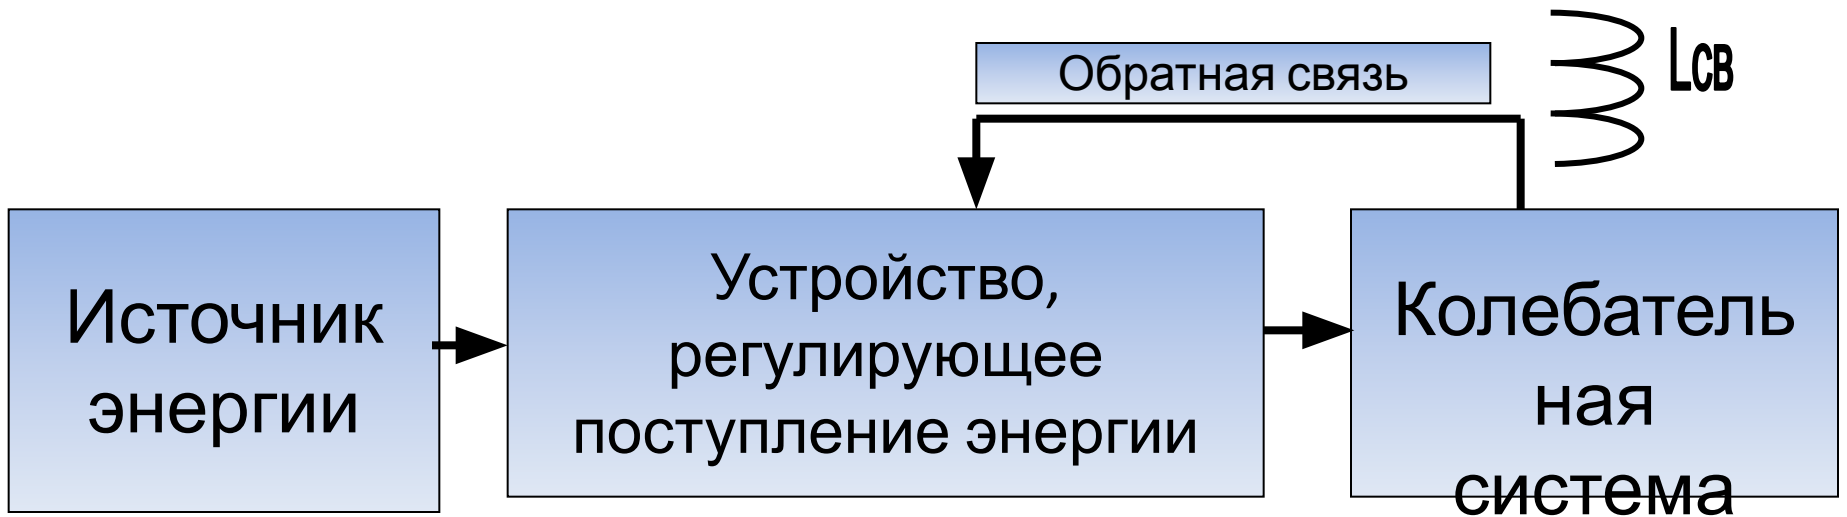 Обратная связь
Lсв
Источник
энергии
Устройство,
регулирующее
поступление энергии
Колебатель
ная
система